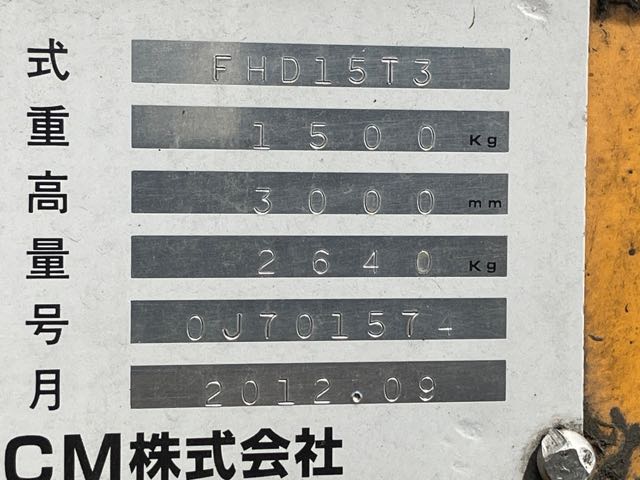 式 FHD15T3
重 1500 Kg
高 3000 mm
量 2640 Kg
号 0J701574
月 2012.09
CM株式会社